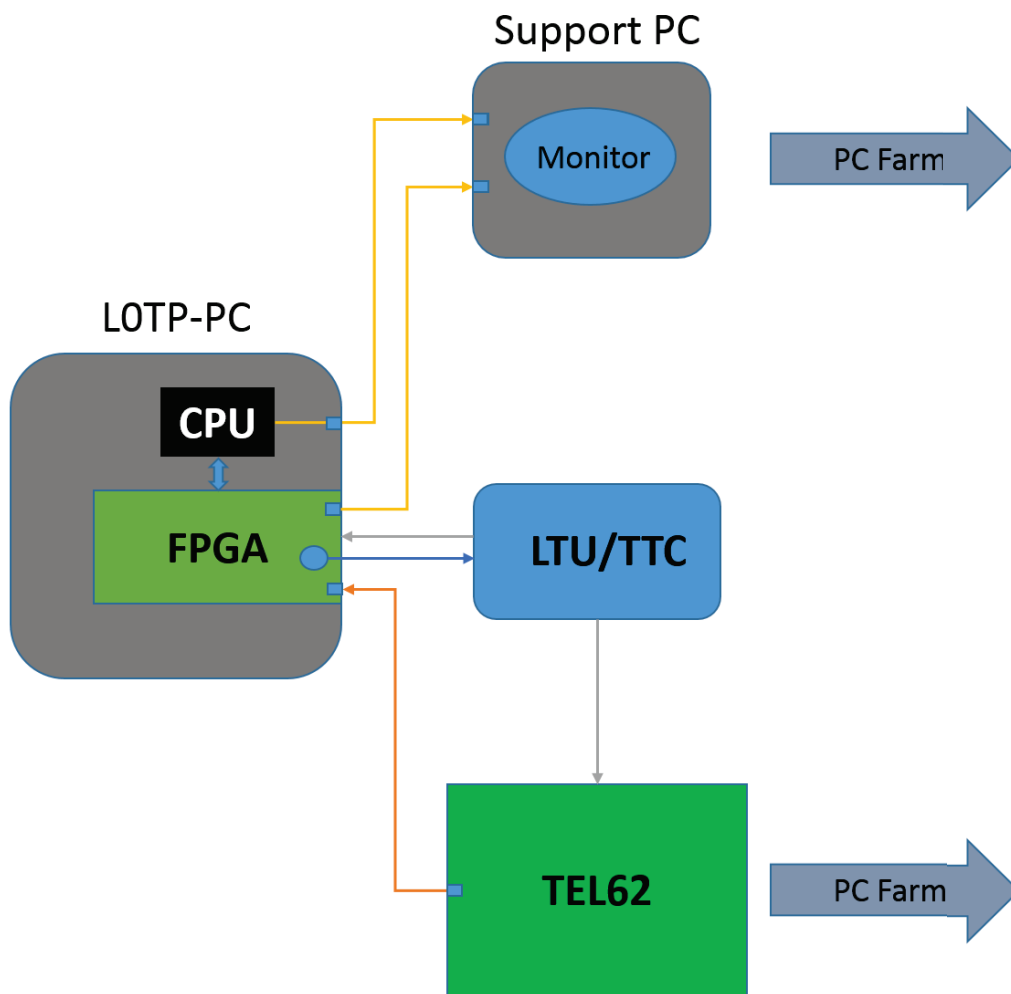 Support PC
Monitor
PC Farm
L0TP-PC
CPU
FPGA
LTU/TTC
TEL62
PC Farm